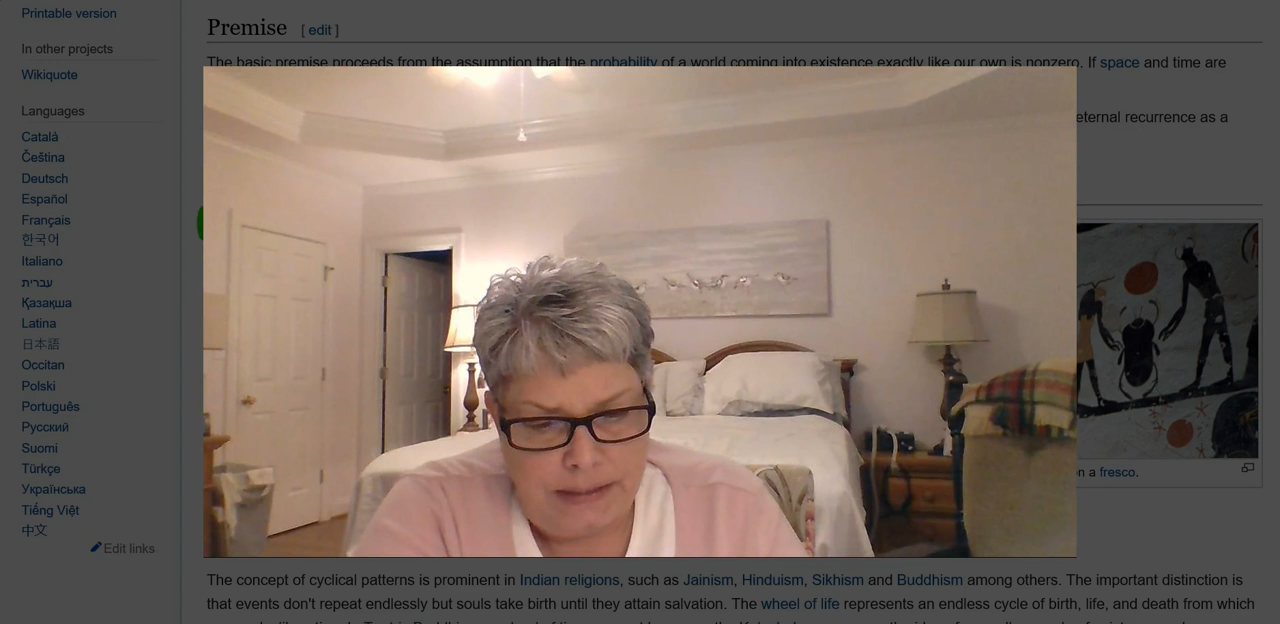 Printable version
In other projects
Wikiquote
Languages
Català
Čeština
Deutsch
Español
Français
한국어
Italiano
עברית
Қазақша
Latina
日本語
Occitan
Polski
Português
Русский
Suomi
Türkçe
Українська
Tiếng Việt
中文
Edit links
Premise [ edit ]
The basic premise proceeds from the assumption that the probability of a world coming into existence exactly like our own is nonzero. If space and time are
eternal recurrence as a
n a fresco.
The concept of cyclical patterns is prominent in Indian religions, such as Jainism, Hinduism, Sikhism and Buddhism among others. The important distinction is
that events don't repeat endlessly but souls take birth until they attain salvation. The wheel of life represents an endless cycle of birth, life, and death from which